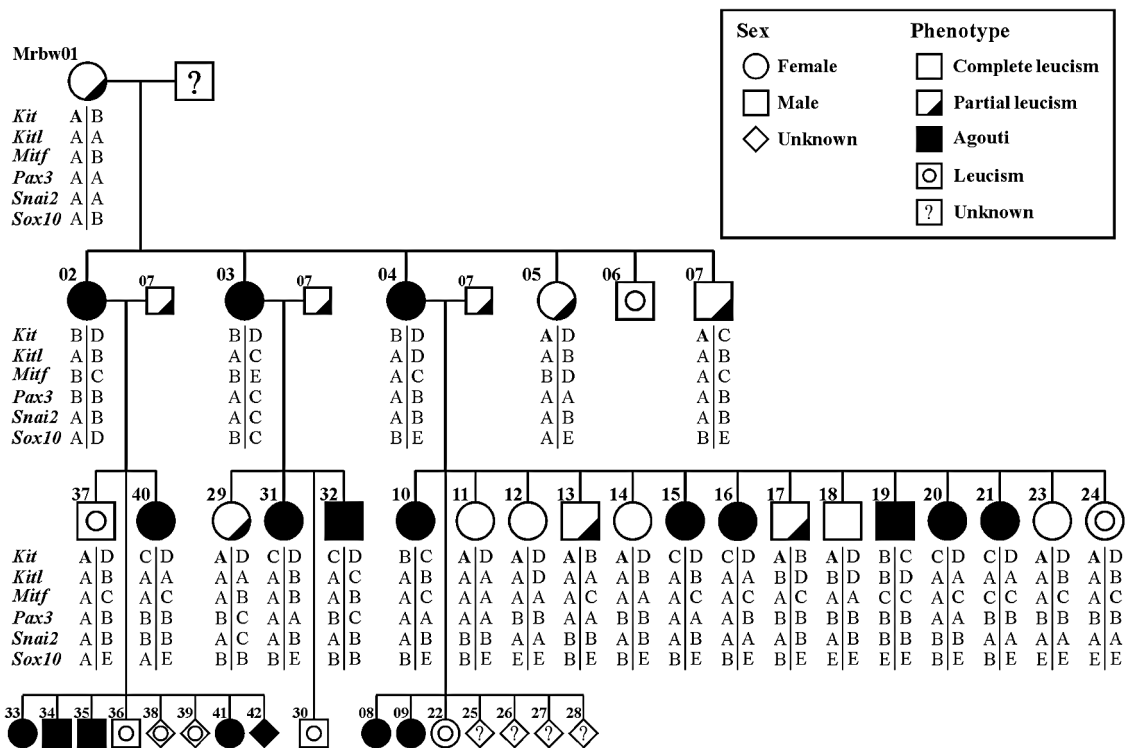 Mrbw01
?
Kit A B
Kitl A A
Mitf A B
Pax3 A A
Snai2 A A
Sox10 A B
Sex Phenotype
Female Complete leucism
Male Partial leucism
Unknown Agouti
Leucism
? Unknown
02 07 03 07 04 07 05 06 07
Kit B D B D B D A D A C
Kitl A B A C A D A B A B
Mitf B C B E A C B D A C
Pax3 B B A C A B A A A B
Snai2 A B A C A B A B A B
Sox10 A D B C B E A E B E
37 40 29 31 32 10 11 12 13 14 15 16 17 18 19 20 21 23 24
Kit A D C D A D C D C D B C A D A D A B A D C D C D A B A D B C C D C D A D A D
Kitl A B A A A A A B A C A B A A A D A A A B A B D A B D B D B D A A D A D B D B
Mitf A C A C A B A B A B A C A A A A A C A A A C A C A C A A C C A C C C A C A C
Pax3 A B B B B C A A B C A A A B B B A B A B B A B B A B A B B B A B A B B B B B
Snai2 A B B B A C B C A B A B B B B A B B B B A B B A B B B B B B B A B B B A B A
Sox10 A E A E B B B E B B B E B E E E B E B E B E B E B E E E E E B E B E E E E E
33 34 35 36 38 39 41 42 30 08 09 22 25 26 27 28
? ? ? ?